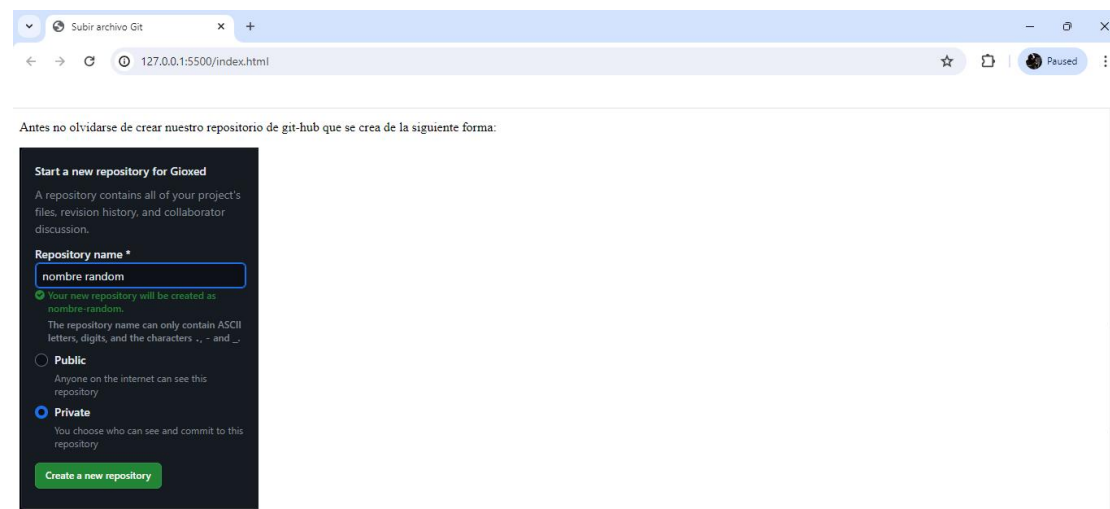 Subir archivo Git
127.0.0.1:5500/index.html
Paused
Antes no olvidarse de crear nuestro repositorio de git-hub que se crea de la siguiente forma:
Start a new repository for Gioxed
A repository contains all of your project's
files, revision history, and collaborator
discussion.
Repository name *
nombre random
Your new repository will be created as
nombre-random.
The repository name can only contain ASCII
letters, digits, and the characters ., - and _.
Public
Anyone on the internet can see this
repository
Private
You choose who can see and commit to this
repository
Create a new repository